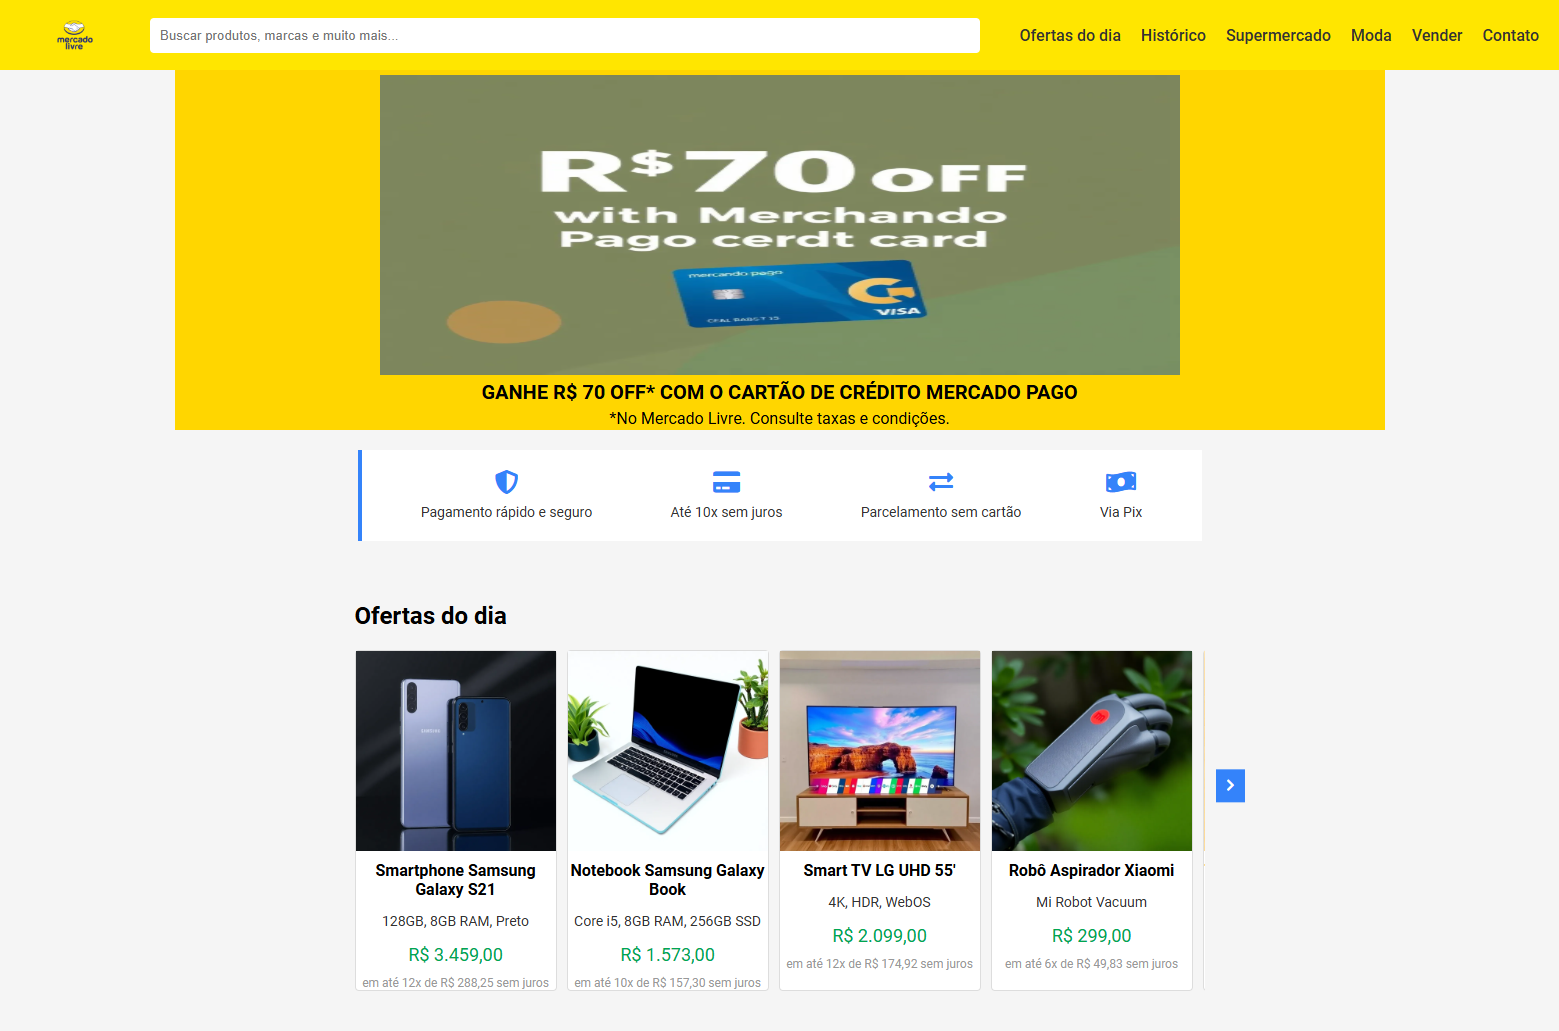 mercado
livre
Buscar produtos, marcas e muito mais...
Ofertas do dia
Histórico
Supermercado
Moda
Vender
Contato
R$70 OFF
with Merchando
Pago cerdt card
mercando pago
VISA
GANHE R$ 70 OFF* COM O CARTÃO DE CRÉDITO MERCADO PAGO
*No Mercado Livre. Consulte taxas e condições.
Pagamento rápido e seguro
Até 10x sem juros
Parcelamento sem cartão
Via Pix
Ofertas do dia
SAMSUNG
Smartphone Samsung
Galaxy S21
128GB, 8GB RAM, Preto
R$ 3.459,00
em até 12x de R$ 288,25 sem juros
Notebook Samsung Galaxy
Book
Core i5, 8GB RAM, 256GB SSD
R$ 1.573,00
em até 10x de R$ 157,30 sem juros
Smart TV LG UHD 55'
4K, HDR, WebOS
R$ 2.099,00
em até 12x de R$ 174,92 sem juros
Robô Aspirador Xiaomi
Mi Robot Vacuum
R$ 299,00
em até 6x de R$ 49,83 sem juros